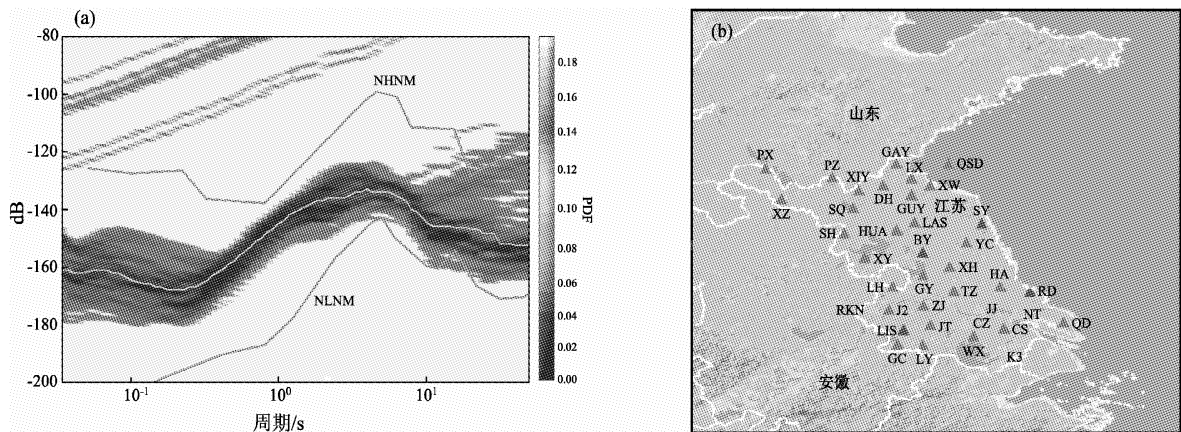 (a)
-80
-100
-120
-140
-160
-180
-200
dB
NHNM
NLNM
10⁻¹
10⁰
10¹
周期/s
0.18
0.16
0.14
0.12
0.10
0.08
0.06
0.04
0.02
0.00
PDF
(b)
山东
PX
PZ
GAY
QSD
XIY
LX
XW
XZ
DH
SQ
GUY
江苏
SY
SH
HUA
LAS
BY
YC
XY
XH
HA
LH
GY
TZ
RD
RKN
J2
ZJ
JJ
NT
QD
LIS
JT
CZ
CS
GC
LY
WX
K3
安徽